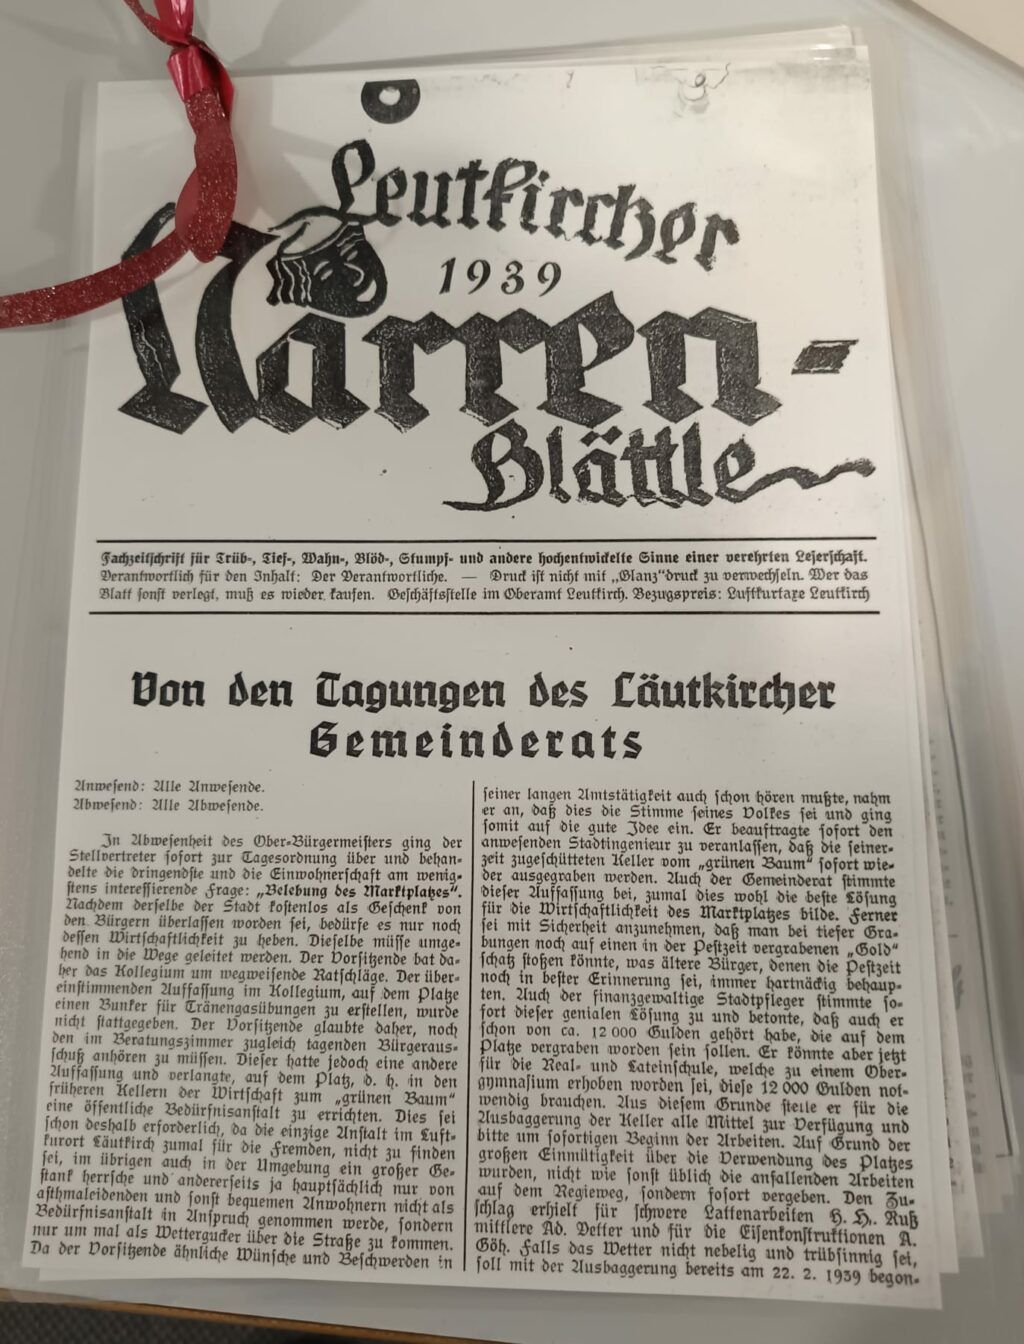 Leutkircher
1939
Narren-
Blättle
Fachzeitschrift für Trüb-, Tief-, Wahn-, Blöd-, Stumpf- und andere hochentwickelte Sinne einer verehrten Leserschaft.
Verantwortlich für den Inhalt: Der Verantwortliche. — Druck ist nicht mit „Glanz“druck zu verwechseln. Wer das
Blatt sonst verlegt, muß es wieder kaufen. Geschäftsstelle im Oberamt Leutkirch. Bezugspreis: Luftkurtaxe Leutkirch
Von den Tagungen des Läutkircher
Gemeinderats
Anwesend: Alle Anwesende.
Abwesend: Alle Abwesende.
In Abwesenheit des Ober-Bürgermeisters ging der
Stellvertreter sofort zur Tagesordnung über und behan-
delte die dringendste und die Einwohnerschaft am wenig-
stens interessierende Frage: „Belebung des Marktplatzes“.
Nachdem derselbe der Stadt kostenlos als Geschenk von
den Bürgern überlassen worden sei, bedürfe es nur noch
dessen Wirtschaftlichkeit zu heben. Dieselbe müsse umge-
hend in die Wege geleitet werden. Der Vorsitzende bat da-
her das Kollegium um wegweisende Ratschläge. Der über-
einstimmenden Auffassung im Kollegium, auf dem Platze
einen Bunker für Tränengasübungen zu erstellen, wurde
nicht stattgegeben. Der Vorsitzende glaubte daher, noch
den im Beratungszimmer zugleich tagenden Bürgeraus-
schuß anhören zu müssen. Dieser hatte jedoch eine andere
Auffassung und verlangte, auf dem Platz, d. h. in den
früheren Kellern der Wirtschaft zum „grünen Baum“
eine öffentliche Bedürfnisanstalt zu errichten. Dies sei
schon deshalb erforderlich, da die einzige Anstalt im Luft-
kurort Läutkirch zumal für die Fremden, nicht zu finden
sei, im übrigen auch in der Umgebung ein großer Ge-
stank herrsche und andererseits ja hauptsächlich nur von
asthmaleidenden und sonst bequemen Anwohnern nicht als
Bedürfnisanstalt in Anspruch genommen werde, sondern
nur um mal als Wettergucker über die Straße zu kommen.
Da der Vorsitzende ähnliche Wünsche und Beschwerden in
seiner langen Amtstätigkeit auch schon hören mußte, nahm
er an, daß dies die Stimme seines Volkes sei und ging
somit auf die gute Idee ein. Er beauftragte sofort den
anwesenden Stadtingenieur zu veranlassen, daß die seiner-
zeit zugeschütteten Keller vom „grünen Baum“ sofort wie-
der ausgegraben werden. Auch der Gemeinderat stimmte
dieser Auffassung bei, zumal dies wohl die beste Lösung
für die Wirtschaftlichkeit des Marktplatzes bilde. Ferner
sei mit Sicherheit anzunehmen, daß man bei tiefer Gra-
bungen noch auf einen in der Pestzeit vergrabenen „Gold“
schatz stoßen könnte, was ältere Bürger, denen die Pestzeit
noch in bester Erinnerung sei, immer hartnäckig behaup-
ten. Auch der finanzgewaltige Stadtpfleger stimmte so-
fort dieser genialen Lösung zu und betonte, daß auch er
schon von ca. 12 000 Gulden gehört habe, die auf dem
Platze vergraben worden sein sollen. Er könnte aber jetzt
für die Real- und Lateinschule, welche zu einem Ober-
gymnasium erhoben worden sei, diese 12 000 Gulden not-
wendig brauchen. Aus diesem Grunde stelle er für die
Ausbaggerung der Keller alle Mittel zur Verfügung und
bitte um sofortigen Beginn der Arbeiten. Auf Grund der
großen Einmütigkeit über die Verwendung des Platzes
wurden, nicht wie sonst üblich die anfallenden Arbeiten
auf dem Regieweg, sondern sofort vergeben. Den Zu-
schlag erhielt für schwere Lattenarbeiten H. Hr. Ruß
mittlere Ad. Vetter und für die Eisenkonstruktionen A.
Göh. Falls das Wetter nicht nebelig und trübsinnig sei,
soll mit der Ausbaggerung bereits am 22. 2. 1939 begon-